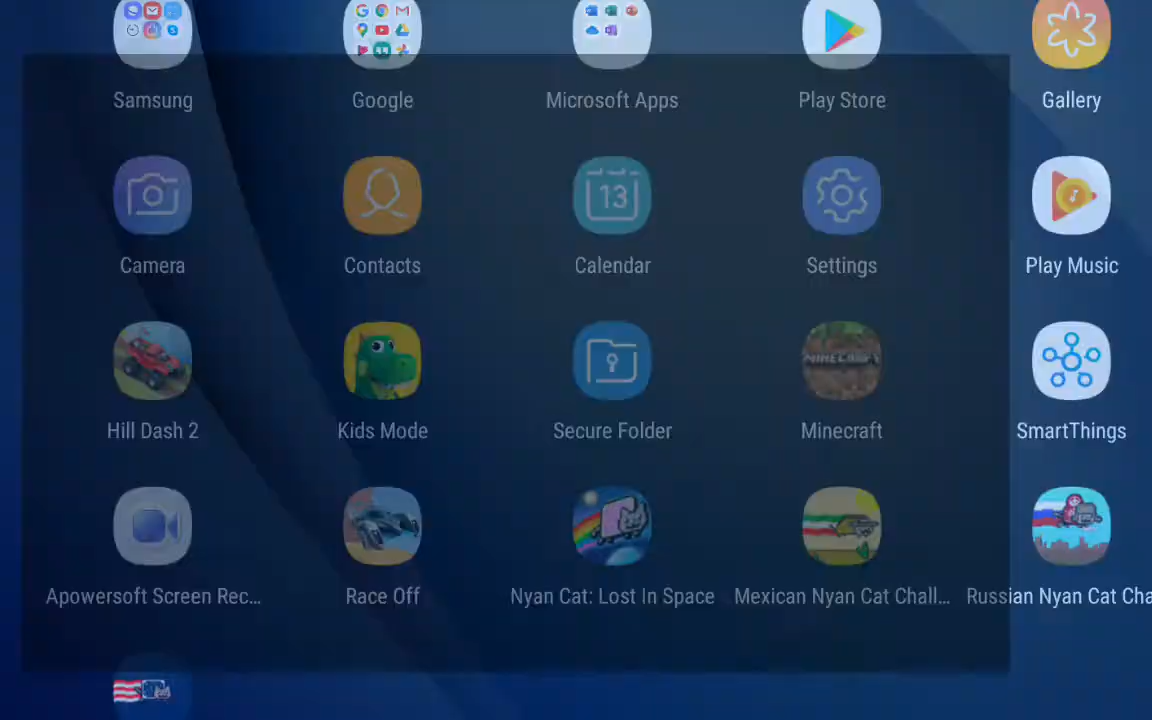 Samsung Google Microsoft Apps Play Store Gallery
13
Camera Contacts Calendar Settings Play Music
MINECRAFT
Hill Dash 2 Kids Mode Secure Folder Minecraft SmartThings
Apowersoft Screen Rec... Race Off Nyan Cat: Lost In Space Mexican Nyan Cat Chall... Russian Nyan Cat Cha